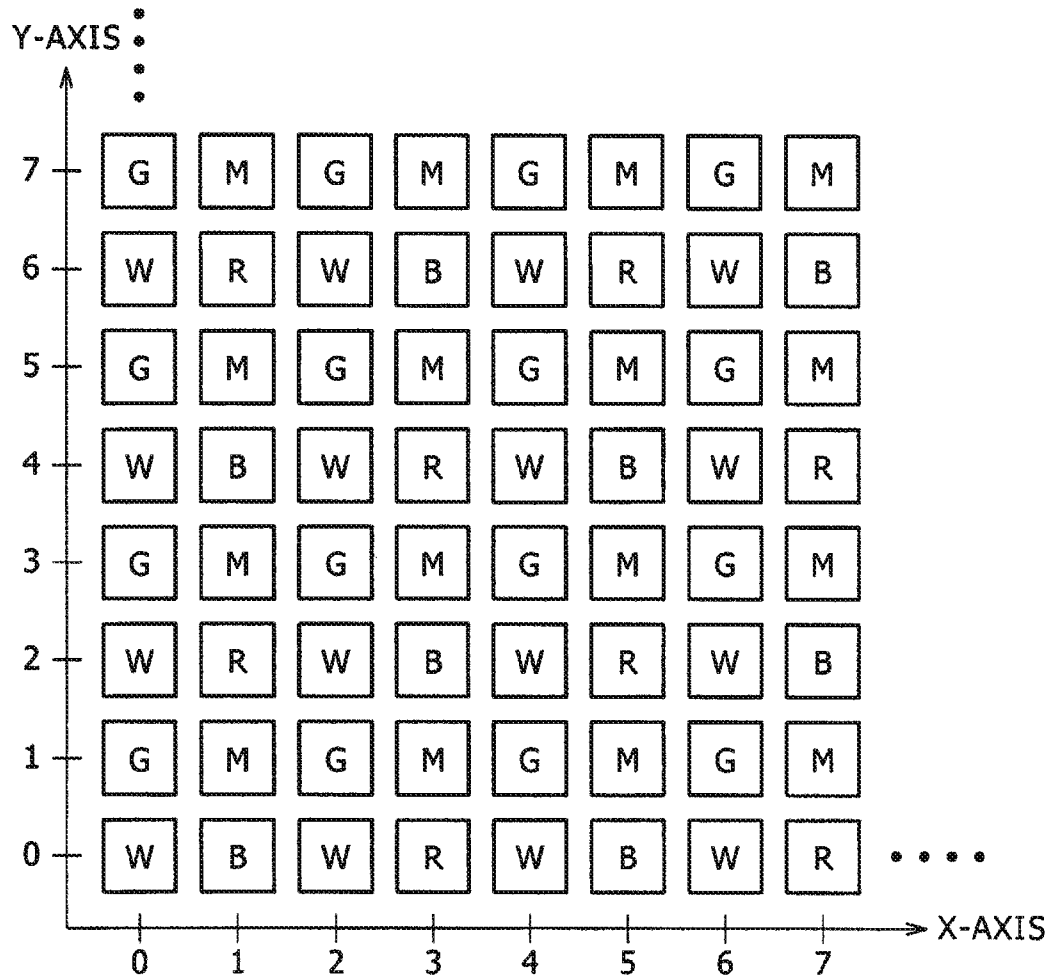 Y-AXIS
7 G M G M G M G M
6 W R W B W R W B
5 G M G M G M G M
4 W B W R W B W R
3 G M G M G M G M
2 W R W B W R W B
1 G M G M G M G M
0 W B W R W B W R
X-AXIS
0 1 2 3 4 5 6 7